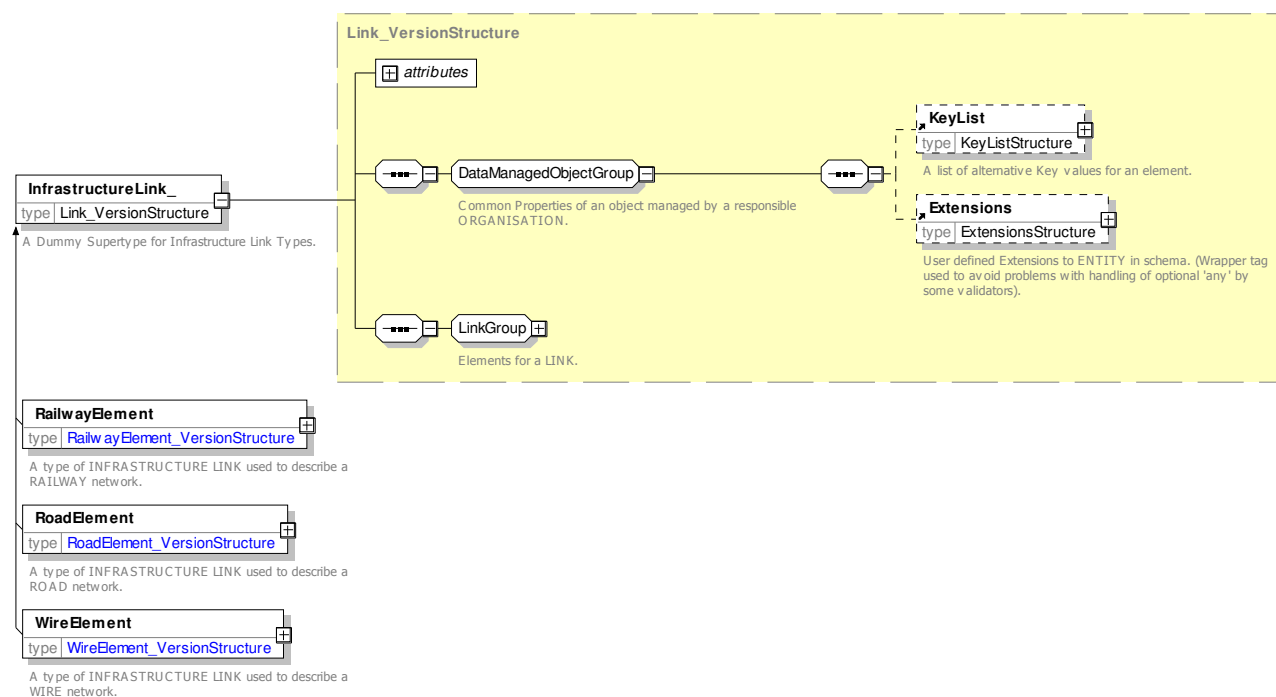 Link_VersionStructure
attributes
KeyList
type KeyListStructure
A list of alternative Key values for an element.
DataManagedObjectGroup
Common Properties of an object managed by a responsible
ORGANISATION.
InfrastructureLink_
type Link_VersionStructure
A Dummy Supertype for Infrastructure Link Types.
Extensions
type ExtensionsStructure
User defined Extensions to ENTITY in schema. (Wrapper tag
used to avoid problems with handling of optional 'any' by
some validators).
LinkGroup
Elements for a LINK.
RailwayElement
type RailwayElement_VersionStructure
A type of INFRASTRUCTURE LINK used to describe a
RAILWAY network.
RoadElement
type RoadElement_VersionStructure
A type of INFRASTRUCTURE LINK used to describe a
ROAD network.
WireElement
type WireElement_VersionStructure
A type of INFRASTRUCTURE LINK used to describe a
WIRE network.